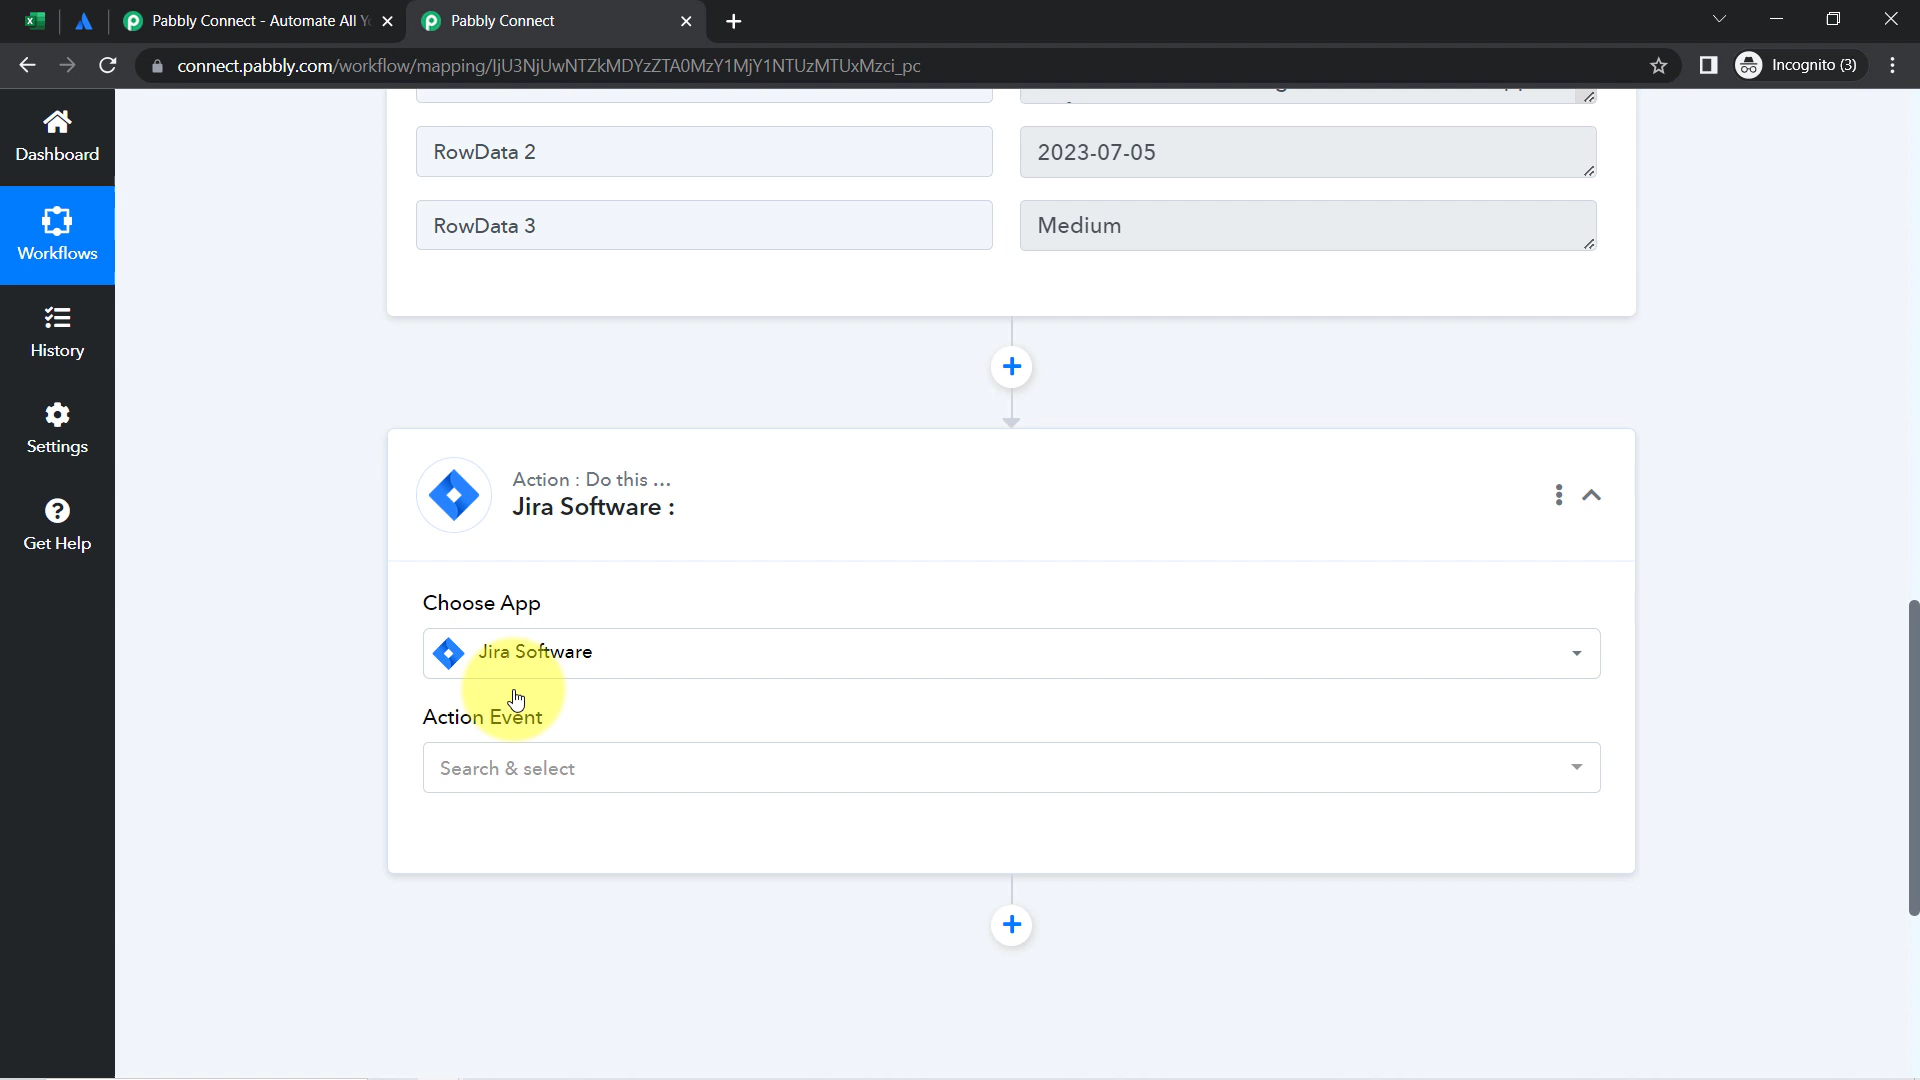 Pabbly Connect - Automate All Y
Pabbly Connect
connect.pabbly.com/workflow/mapping/IjU3NjUwNTZkMDYzZTA0MzY1MjY1NTUzMTUxMzci_pc
Incognito (3)
Dashboard
Workflows
History
Settings
Get Help
RowData 2
2023-07-05
RowData 3
Medium
Action : Do this ...
Jira Software :
Choose App
Jira Software
Action Event
Search & select